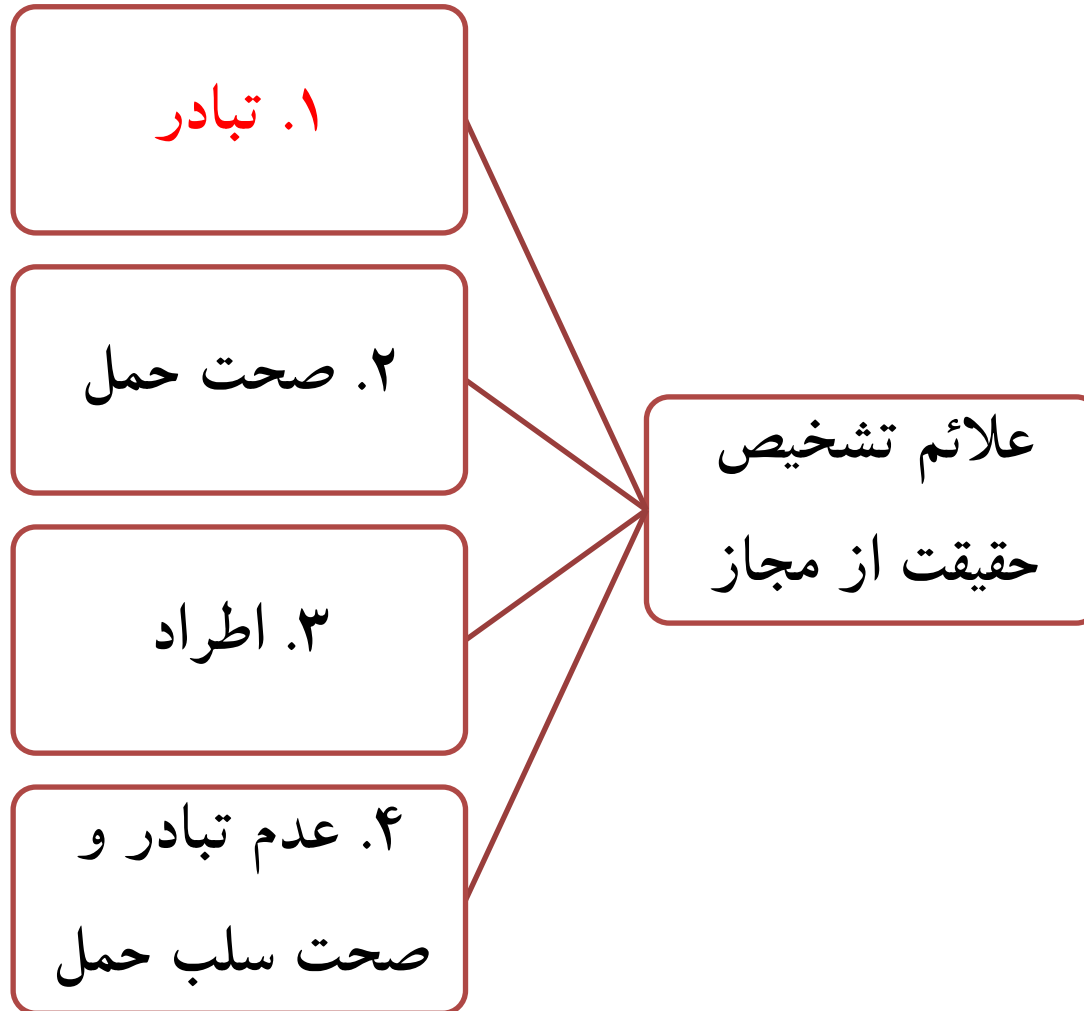 علائم تشخیص
حقیقت از مجاز
۱. تبادر
۲. صحت حمل
۳. اطراد
۴. عدم تبادر و
صحت سلب حمل